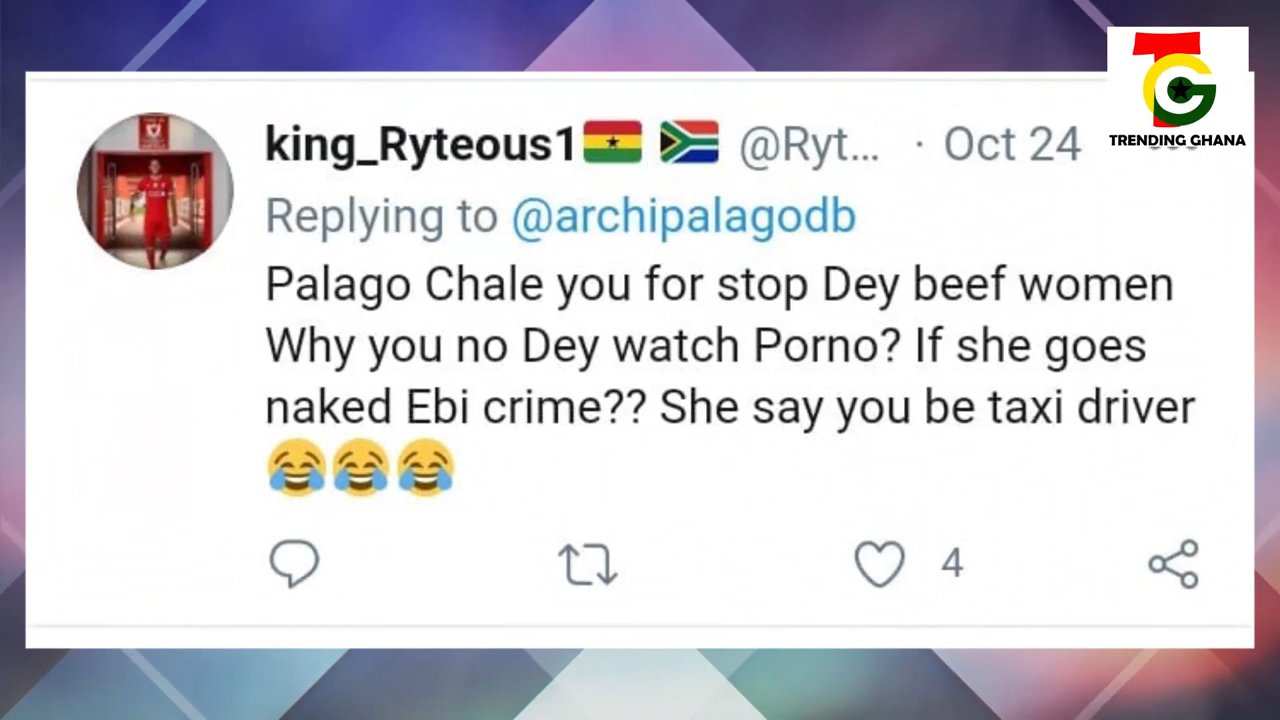 TRENDING GHANA
king_Ryteous1🇬🇭 🇿🇦 @Ryt... · Oct 24
Replying to @archipalagodb
Palago Chale you for stop Dey beef women
Why you no Dey watch Porno? If she goes
naked Ebi crime?? She say you be taxi driver
😂😂😂
4